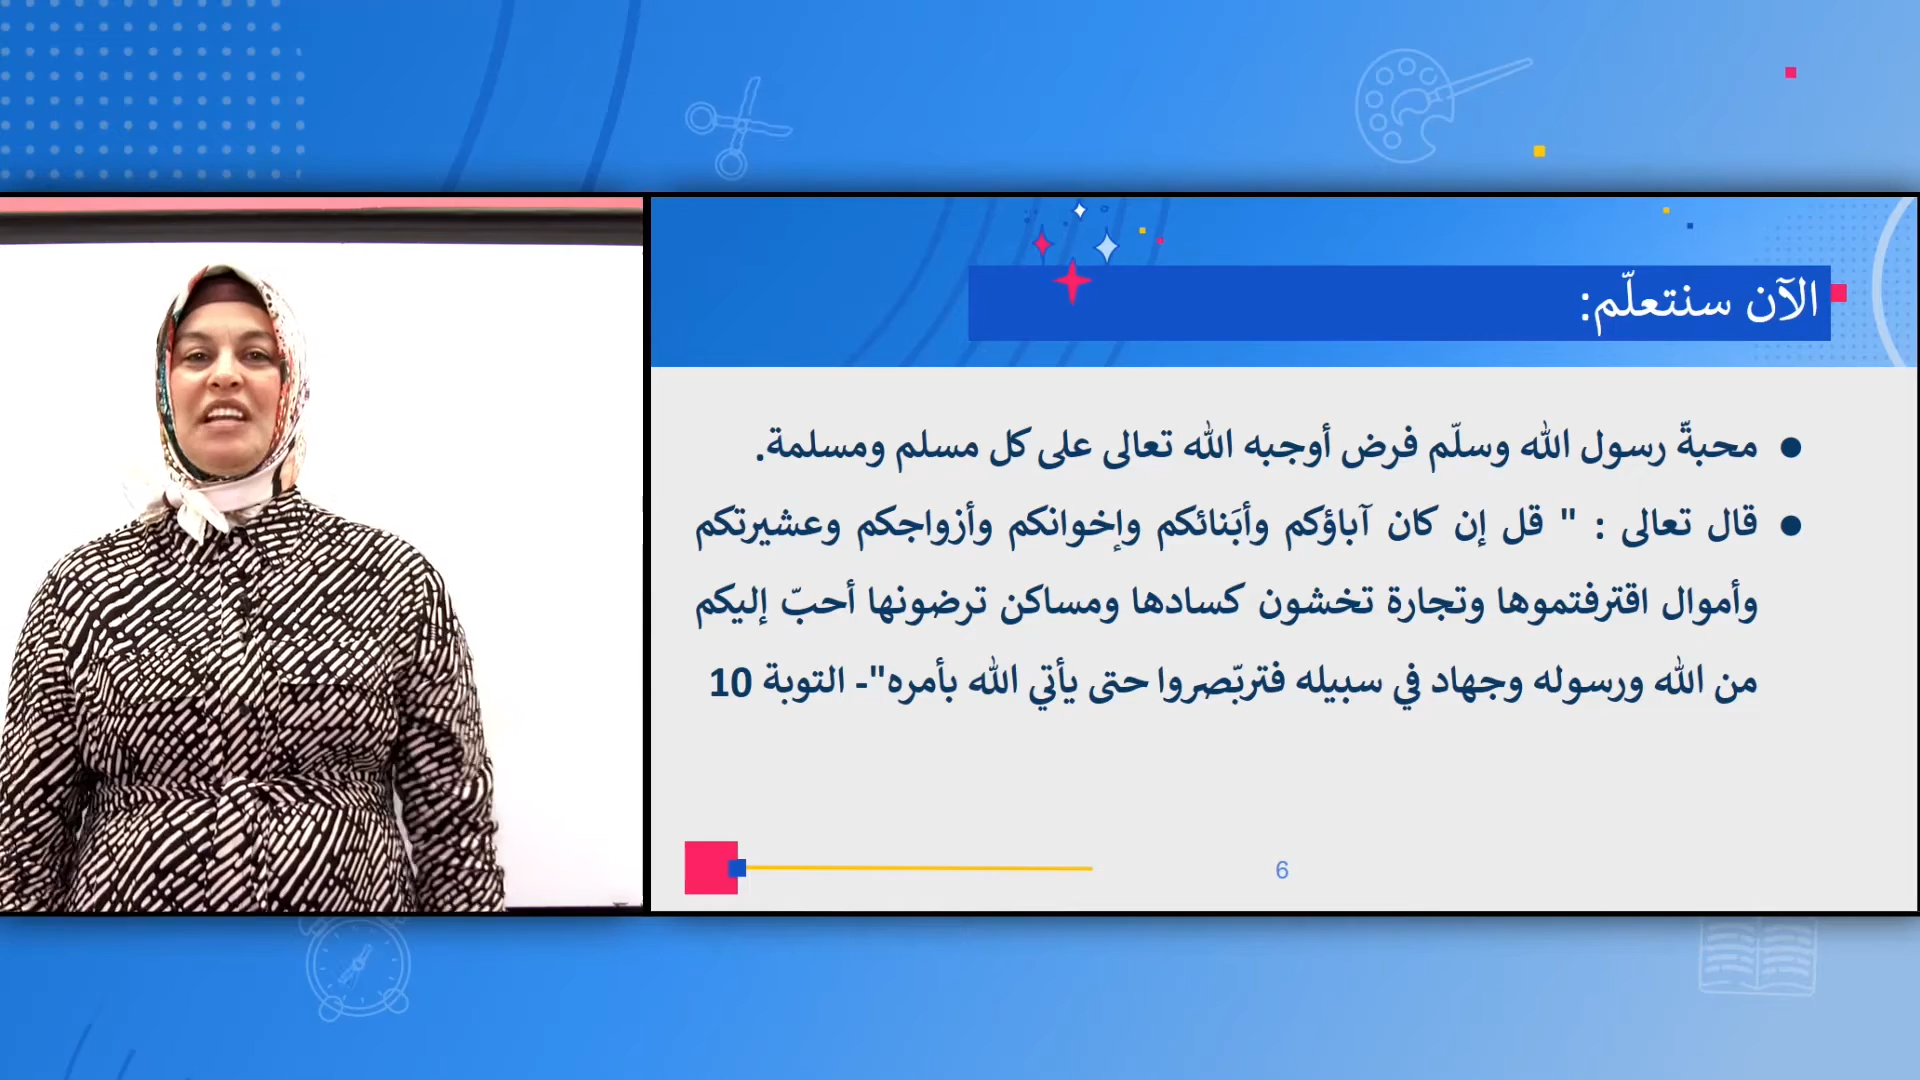 الآن سنتعلّم:
محبةّ رسول الله وسلّم فرض أوجبه الله تعالى على كل مسلم ومسلمة.
قال تعالى : " قل إن كان آباؤكم وأبَنائكم وإخوانكم وأزواجكم وعشيرتكم
وأموال اقترفتموها وتجارة تخشون كسادها ومساكن ترضونها أحبّ إليكم
من الله ورسوله وجهاد في سبيله فتربّصروا حتى يأتي الله بأمره"- التوبة 10
6